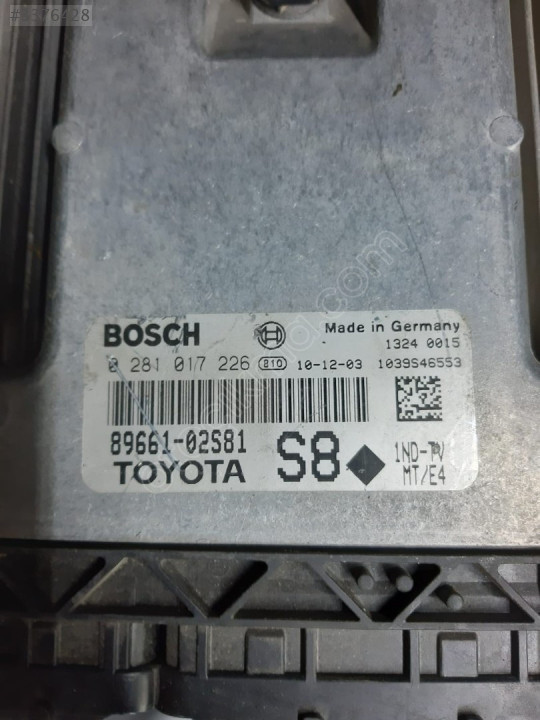 BOSCH
Made in Germany
1324 0015
0 281 017 226 B10 10-12-03 1039S46553
89661-02S81
TOYOTA
S8
1ND-TV
MT/E4